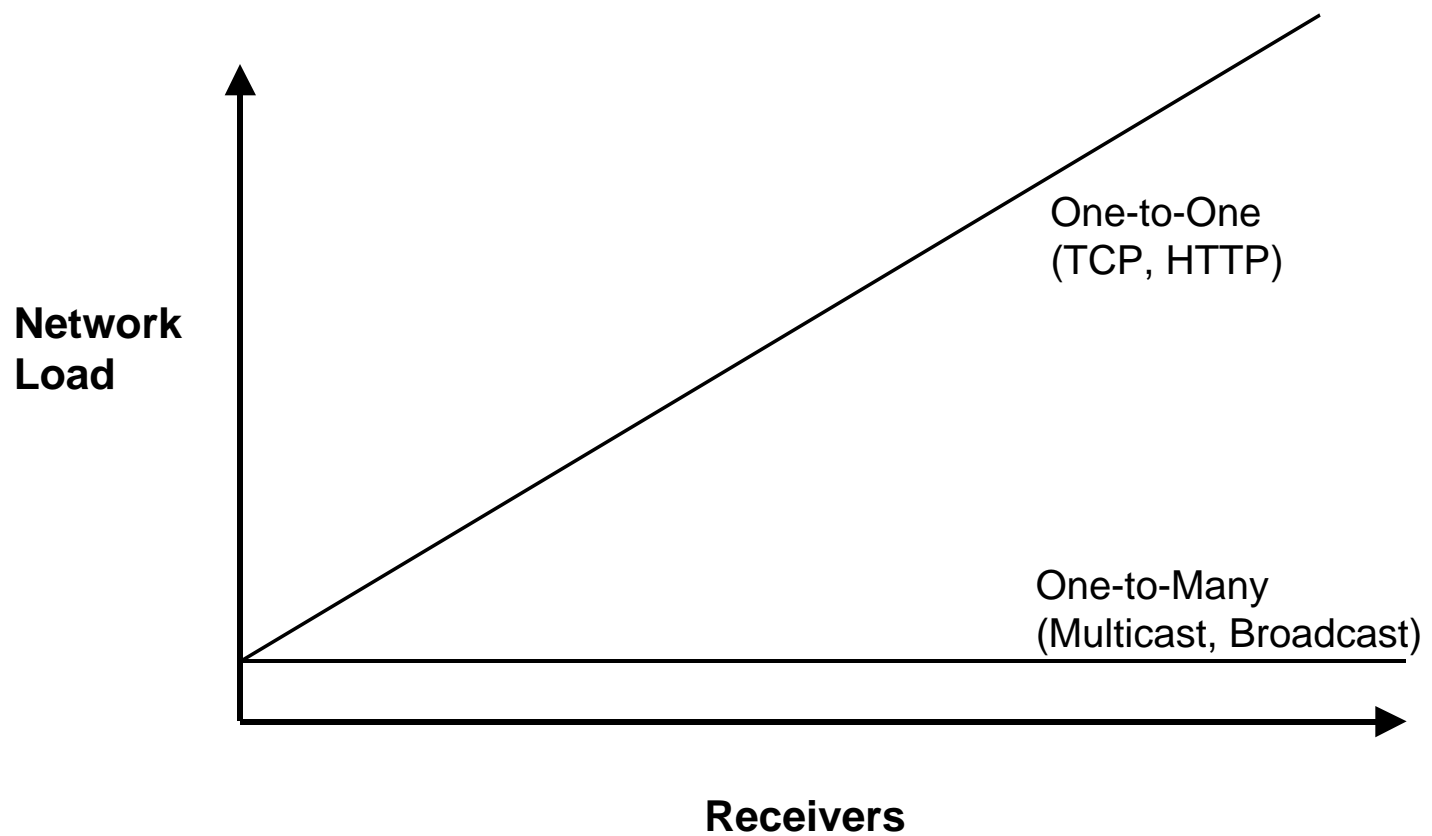 One-to-One
(TCP, HTTP)
Network
Load
One-to-Many
(Multicast, Broadcast)
Receivers